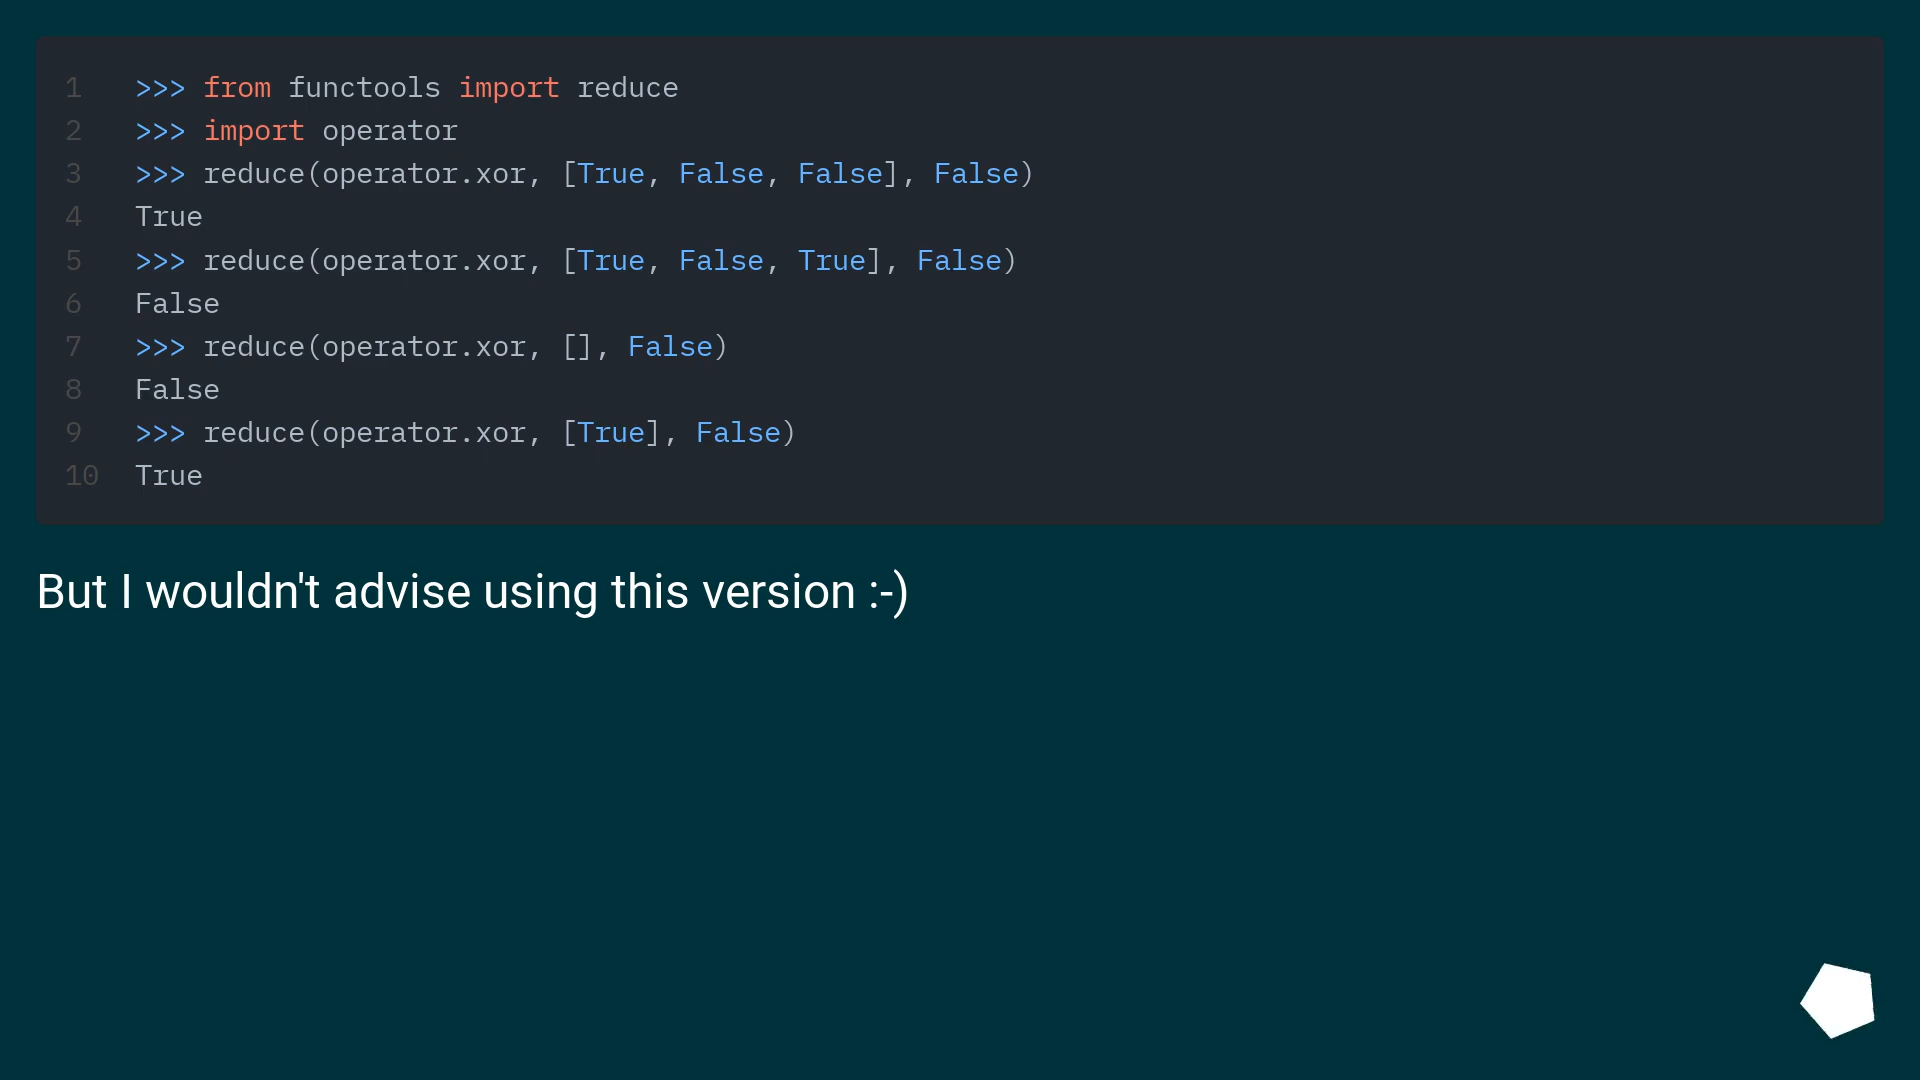 1 >>> from functools import reduce
2 >>> import operator
3 >>> reduce(operator.xor, [True, False, False], False)
4 True
5 >>> reduce(operator.xor, [True, False, True], False)
6 False
7 >>> reduce(operator.xor, [], False)
8 False
9 >>> reduce(operator.xor, [True], False)
10 True
But I wouldn't advise using this version :-)